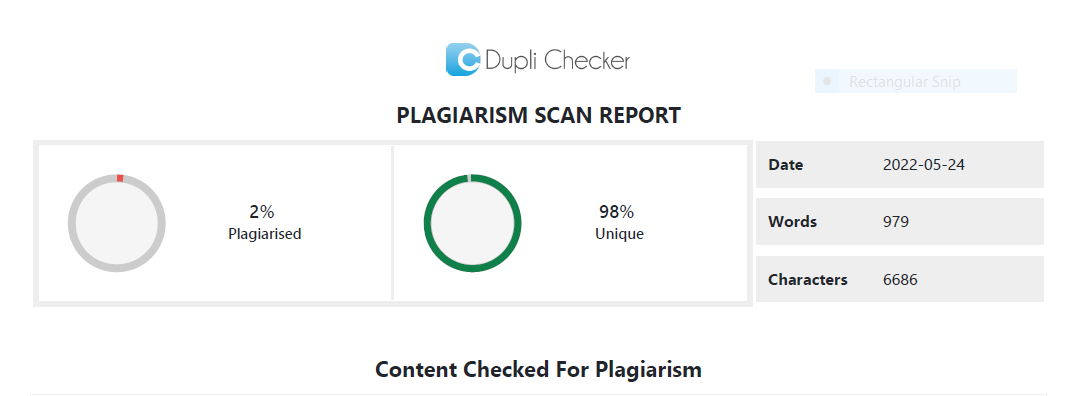 Dupli Checker
Rectangular Snip
PLAGIARISM SCAN REPORT
2%
Plagiarised
98%
Unique
Date 2022-05-24
Words 979
Characters 6686
Content Checked For Plagiarism